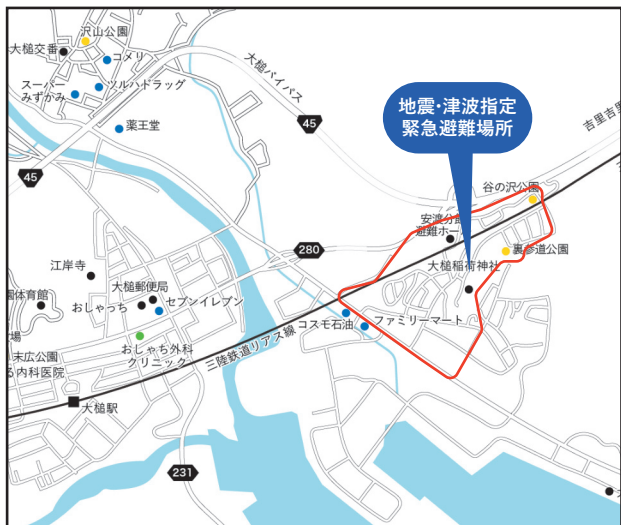 沢山公園
大槌交番
コメリ
スーパー
みずかみ
ツルハドラッグ
薬王堂
大槌バイパス
45
地震・津波指定
緊急避難場所
吉里吉里
45
谷の沢公園
安渡分館
避難ホー
280
裏参道公園
江岸寺
大槌稲荷神社
大槌郵便局
園体育館
おしゃっち
セブンイレブン
コスモ石油
ファミリーマート
場
おしゃち外科
クリニック
三陸鉄道リアス線
末広公園
る内科医院
大槌駅
231